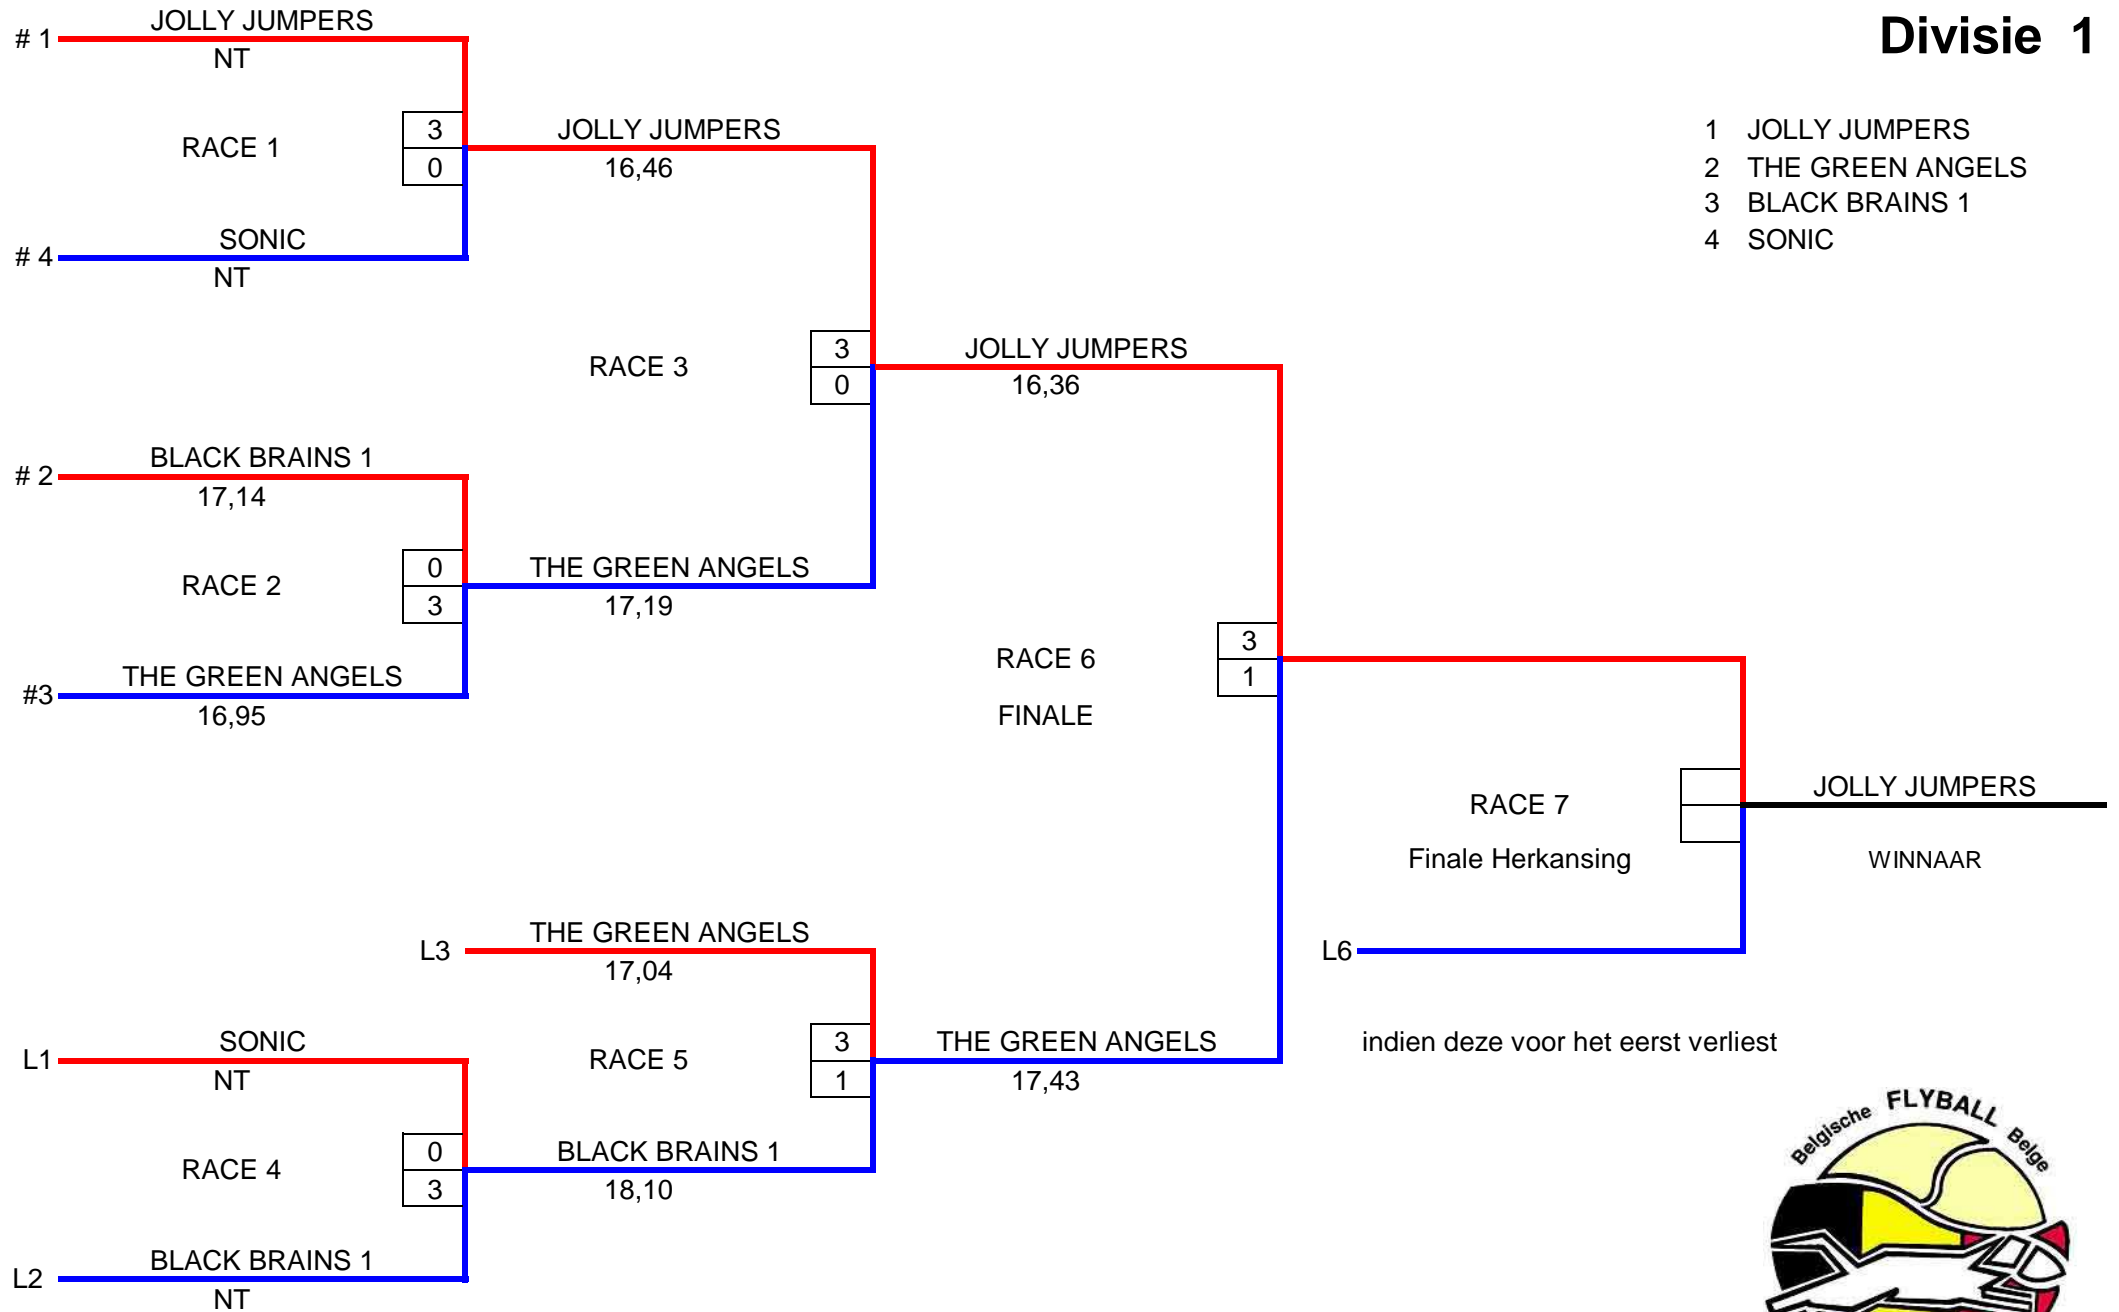 Divisie 1
1 JOLLY JUMPERS
2 THE GREEN ANGELS
3 BLACK BRAINS 1
4 SONIC
# 1
JOLLY JUMPERS
NT
RACE 1
3
0
# 4
SONIC
NT
JOLLY JUMPERS
16,46
RACE 3
3
0
# 2
BLACK BRAINS 1
17,14
RACE 2
0
3
#3
THE GREEN ANGELS
16,95
THE GREEN ANGELS
17,19
JOLLY JUMPERS
16,36
RACE 6
FINALE
3
1
RACE 7
Finale Herkansing
JOLLY JUMPERS
WINNAAR
L6
indien deze voor het eerst verliest
L3
THE GREEN ANGELS
17,04
RACE 5
3
1
THE GREEN ANGELS
17,43
L1
SONIC
NT
RACE 4
0
3
BLACK BRAINS 1
18,10
L2
BLACK BRAINS 1
NT
Belgische FLYBALL Belge